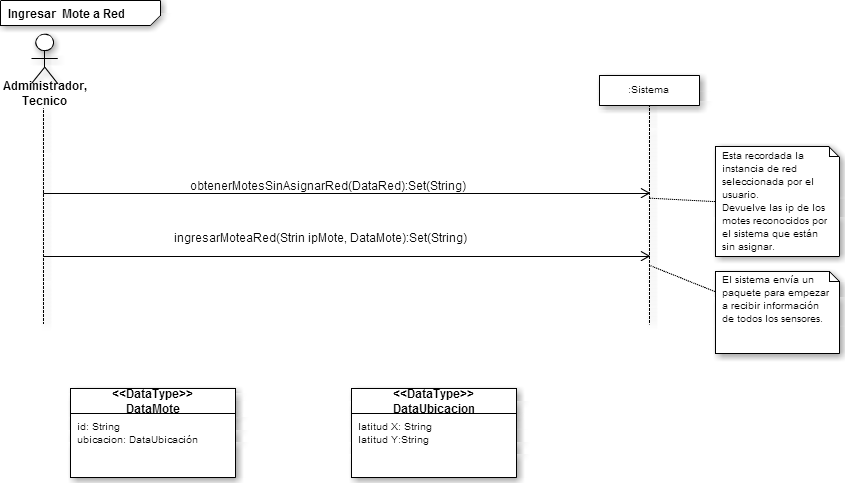 Ingresar Mote a Red
Administrador,
Tecnico
:Sistema
obtenerMotesSinAsignarRed(DataRed):Set(String)
Esta recordada la
instancia de red
seleccionada por el
usuario.
Devuelve las ip de los
motes reconocidos por
el sistema que están
sin asignar.
ingresarMoteaRed(Strin ipMote, DataMote):Set(String)
El sistema envía un
paquete para empezar
a recibir información
de todos los sensores.
<<DataType>>
DataMote
id: String
ubicacion: DataUbicación
<<DataType>>
DataUbicacion
latitud X: String
latitud Y:String